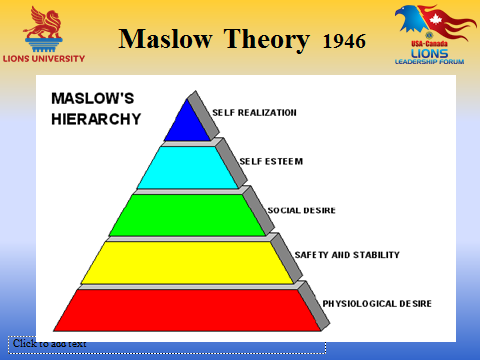 LIONS UNIVERSITY
Maslow Theory 1946
USA-Canada
LIONS
LEADERSHIP FORUM
MASLOW'S
HIERARCHY
SELF REALIZATION
SELF ESTEEM
SOCIAL DESIRE
SAFETY AND STABILITY
PHYSIOLOGICAL DESIRE
Click to add text